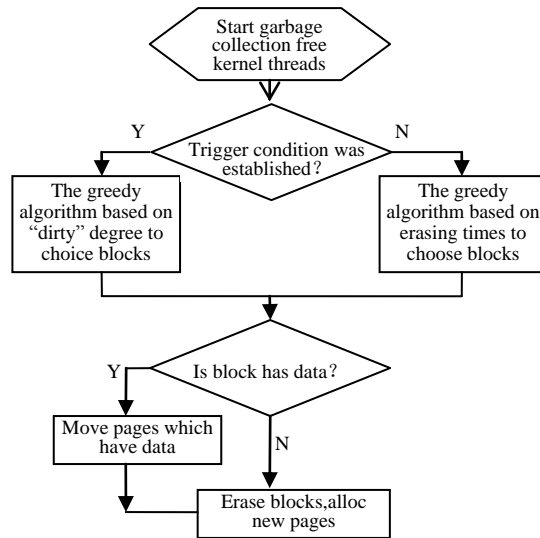 Start garbage
collection free
kernel threads
Y
N
Trigger condition was
established?
The greedy
algorithm based on
“dirty” degree to
choice blocks
The greedy
algorithm based on
erasing times to
choose blocks
Y
Is block has data?
Move pages which
have data
N
Erase blocks,alloc
new pages